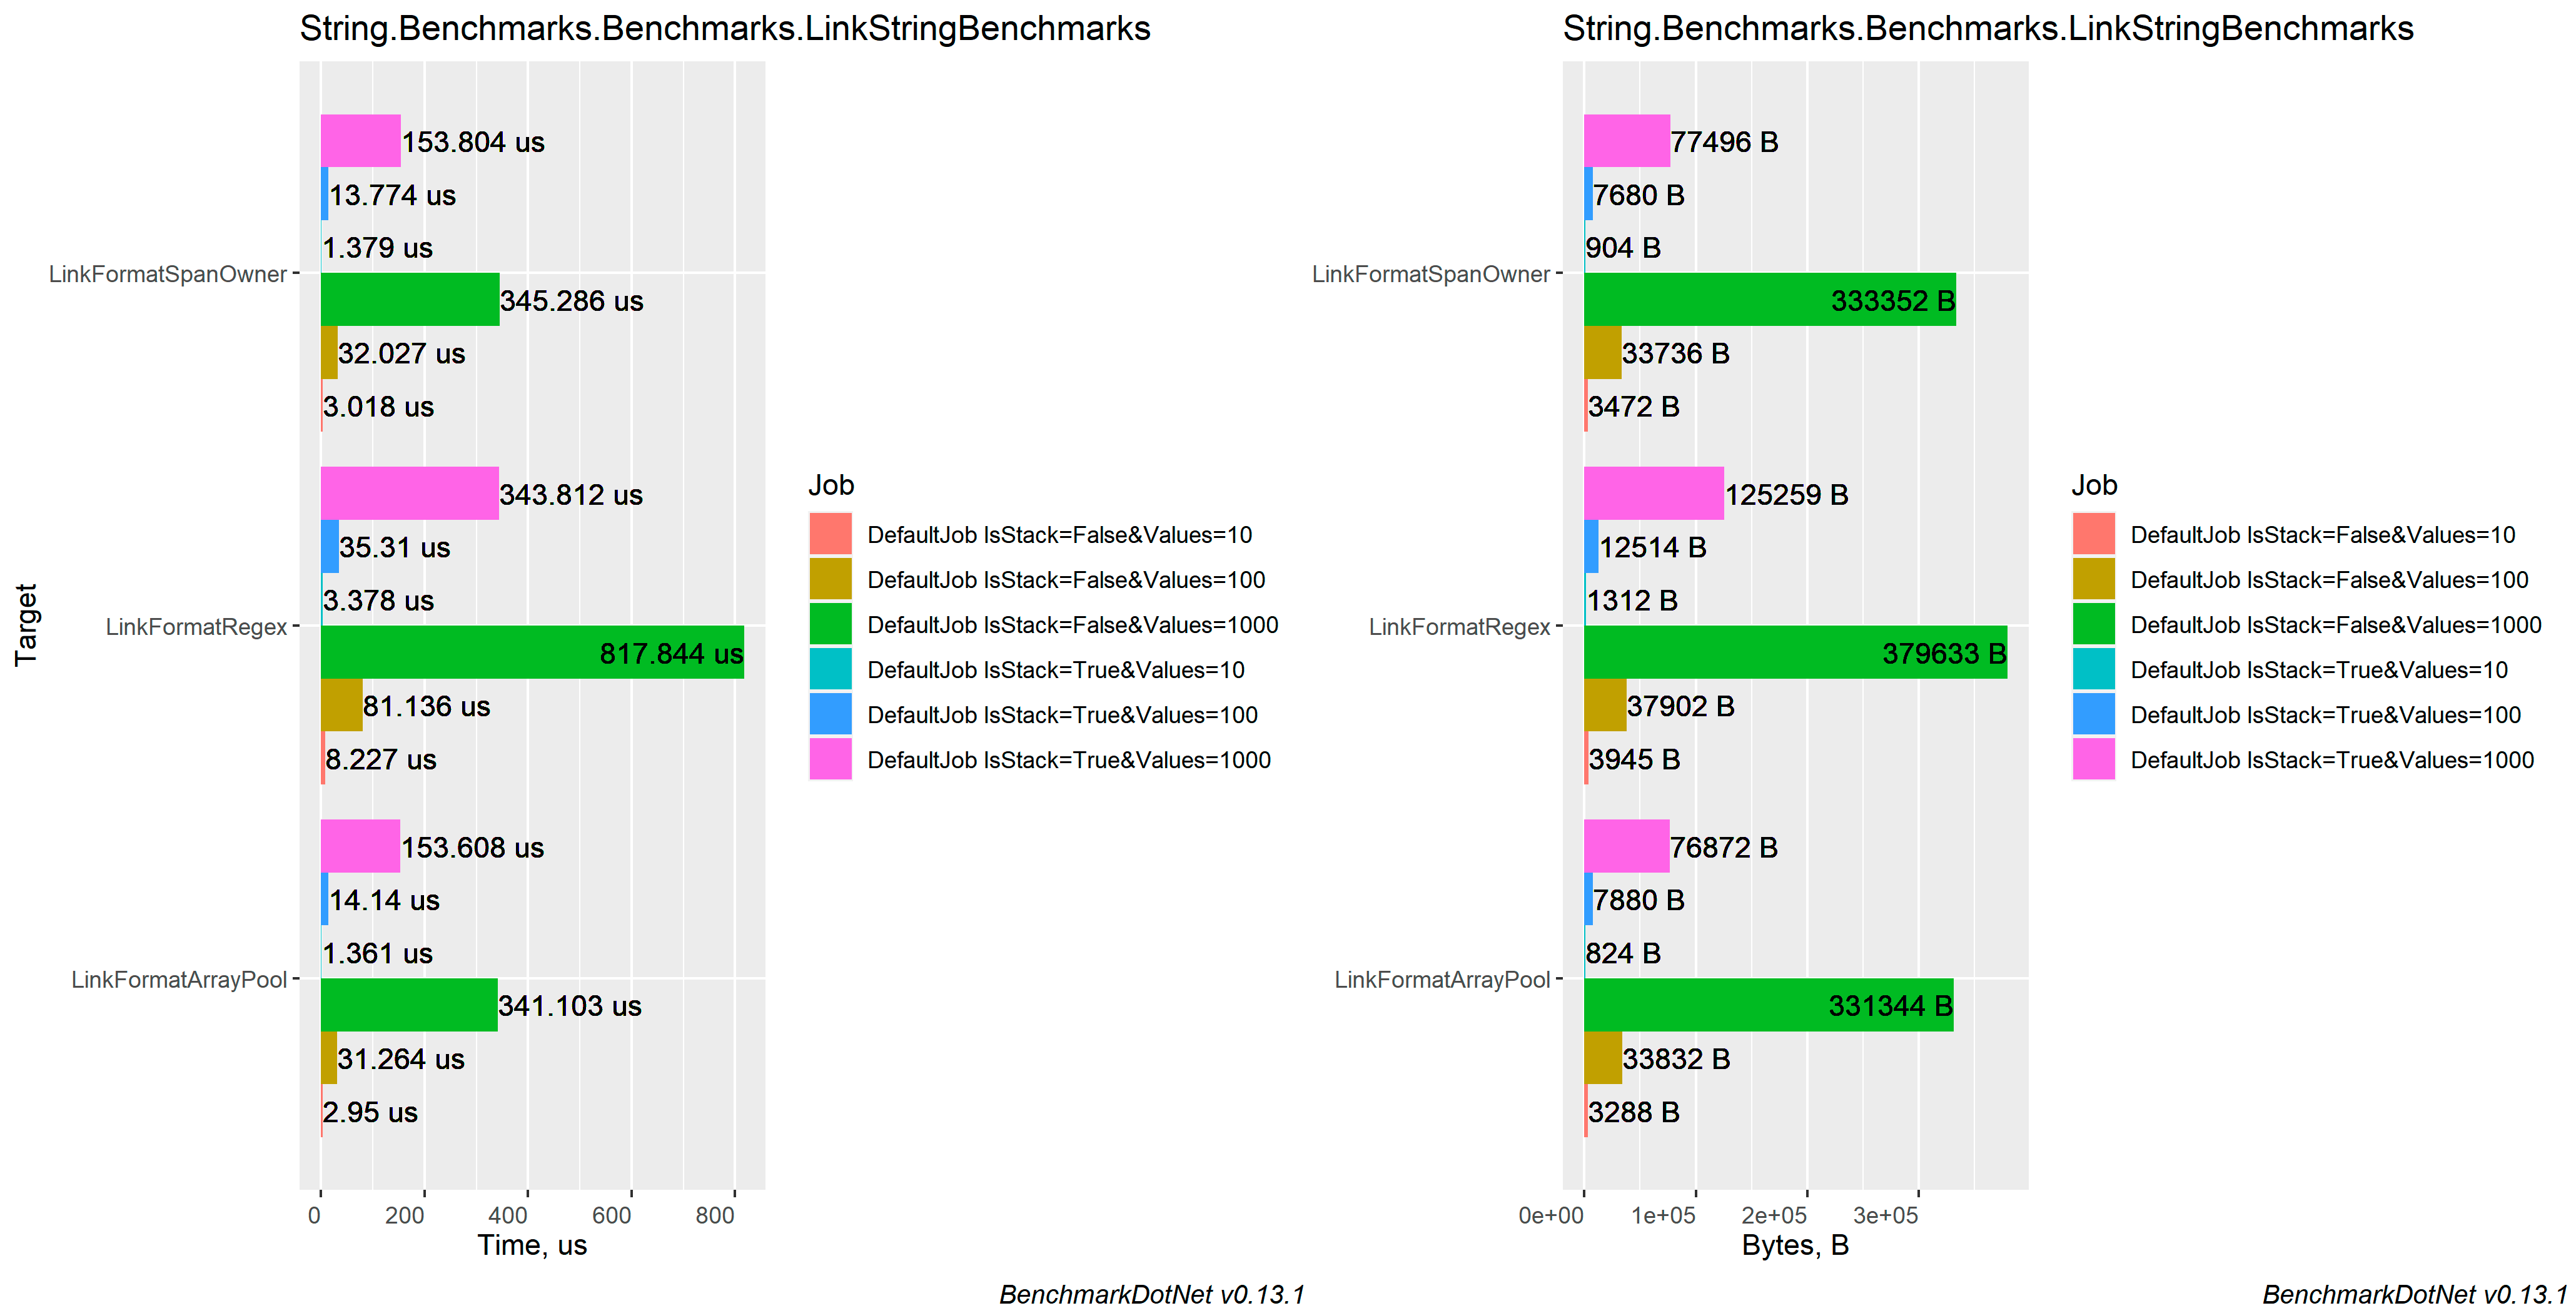 String.Benchmarks.Benchmarks.LinkStringBenchmarks
Target
LinkFormatSpanOwner
LinkFormatRegex
LinkFormatArrayPool
153.804 us
13.774 us
1.379 us
345.286 us
32.027 us
3.018 us
343.812 us
35.31 us
3.378 us
817.844 us
81.136 us
8.227 us
153.608 us
14.14 us
1.361 us
341.103 us
31.264 us
2.95 us
0 200 400 600 800
Time, us
Job
DefaultJob IsStack=False&Values=10
DefaultJob IsStack=False&Values=100
DefaultJob IsStack=False&Values=1000
DefaultJob IsStack=True&Values=10
DefaultJob IsStack=True&Values=100
DefaultJob IsStack=True&Values=1000
BenchmarkDotNet v0.13.1
String.Benchmarks.Benchmarks.LinkStringBenchmarks
LinkFormatSpanOwner
LinkFormatRegex
LinkFormatArrayPool
77496 B
7680 B
904 B
333352 B
33736 B
3472 B
125259 B
12514 B
1312 B
379633 B
37902 B
3945 B
76872 B
7880 B
824 B
331344 B
33832 B
3288 B
0e+00 1e+05 2e+05 3e+05
Bytes, B
Job
DefaultJob IsStack=False&Values=10
DefaultJob IsStack=False&Values=100
DefaultJob IsStack=False&Values=1000
DefaultJob IsStack=True&Values=10
DefaultJob IsStack=True&Values=100
DefaultJob IsStack=True&Values=1000
BenchmarkDotNet v0.13.1